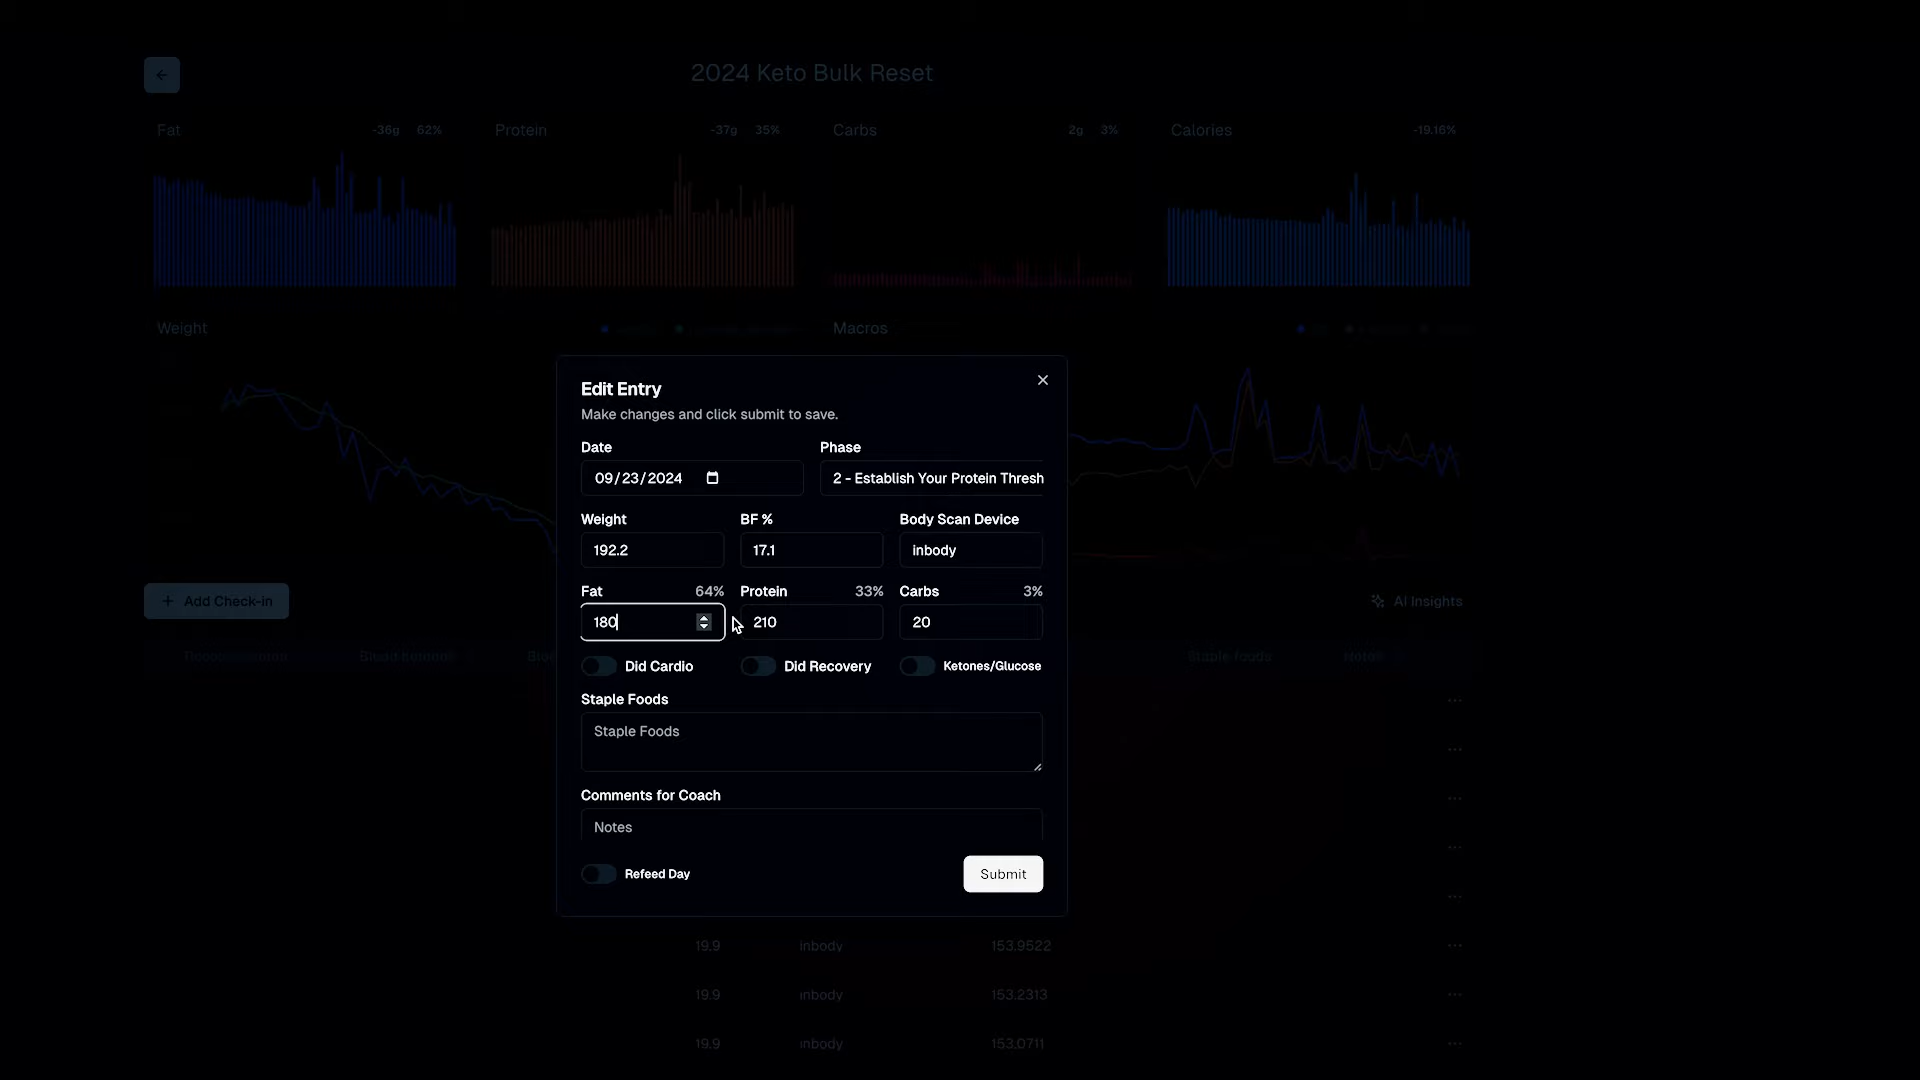 2024 Keto Bulk Reset
Fat -36g 62%
Protein -37g 35%
Carbs 2g 3%
Calories -19.16%
Weight
Macros
Edit Entry
Make changes and click submit to save.
Date
Phase
09/23/2024
2 - Establish Your Protein Thresh
Weight
BF %
Body Scan Device
192.2
17.1
inbody
Fat 64%
Protein 33%
Carbs 3%
180
210
20
Did Cardio
Did Recovery
Ketones/Glucose
Staple Foods
Staple Foods
Comments for Coach
Notes
Refeed Day
Submit
+ Add Check-in
AI Insights
Staple foods
Notes
19.9 inbody 153.9522
19.9 inbody 153.2313
19.9 inbody 153.0711